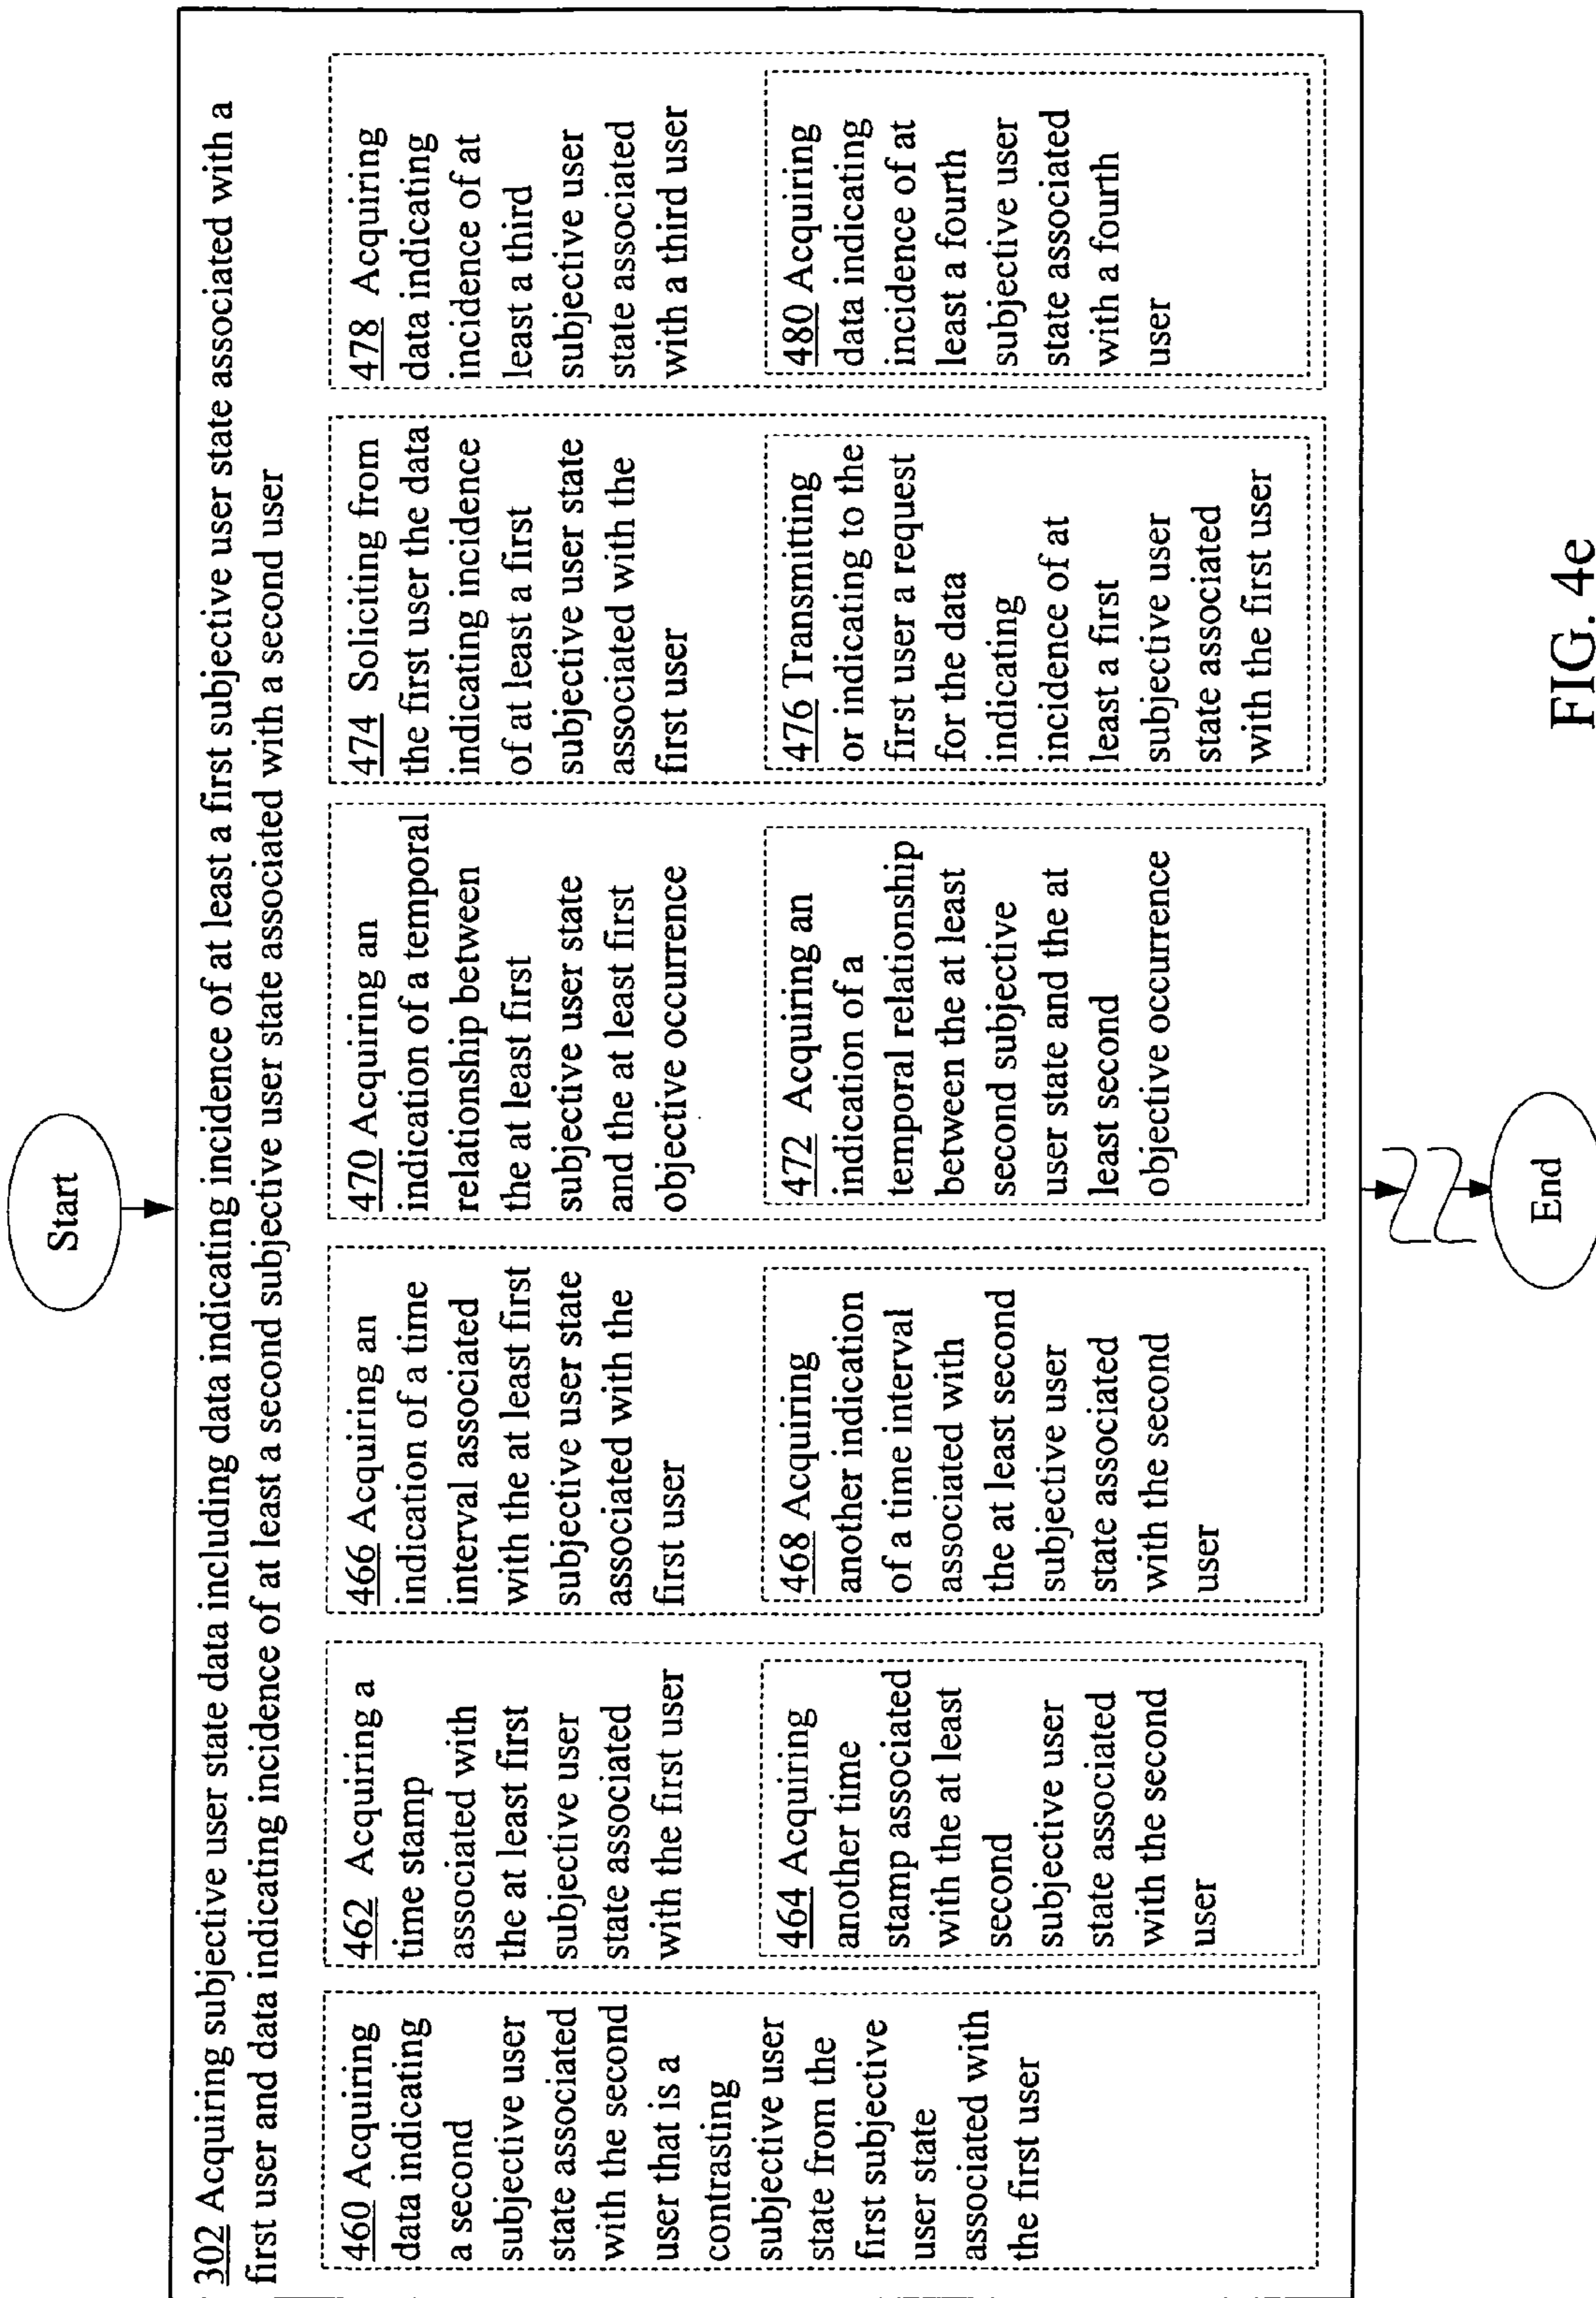 Start
302 Acquiring subjective user state data including data indicating incidence of at least a first subjective user state associated with a
first user and data indicating incidence of at least a second subjective user state associated with a second user
460 Acquiring
data indicating
a second
subjective user
state associated
with the second
user that is a
contrasting
subjective user
state from the
first subjective
user state
associated with
the first user
462 Acquiring a
time stamp
associated with
the at least first
subjective user
state associated
with the first user
464 Acquiring
another time
stamp associated
with the at least
second
subjective user
state associated
with the second
user
466 Acquiring an
indication of a time
interval associated
with the at least first
subjective user state
associated with the
first user
468 Acquiring
another indication
of a time interval
associated with
the at least second
subjective user
state associated
with the second
user
470 Acquiring an
indication of a temporal
relationship between
the at least first
subjective user state
and the at least first
objective occurrence
472 Acquiring an
indication of a
temporal relationship
between the at least
second subjective
user state and the at
least second
objective occurrence
474 Soliciting from
the first user the data
indicating incidence
of at least a first
subjective user state
associated with the
first user
476 Transmitting
or indicating to the
first user a request
for the data
indicating
incidence of at
least a first
subjective user
state associated
with the first user
478 Acquiring
data indicating
incidence of at
least a third
subjective user
state associated
with a third user
480 Acquiring
data indicating
incidence of at
least a fourth
subjective user
state associated
with a fourth
user
End
FIG. 4e